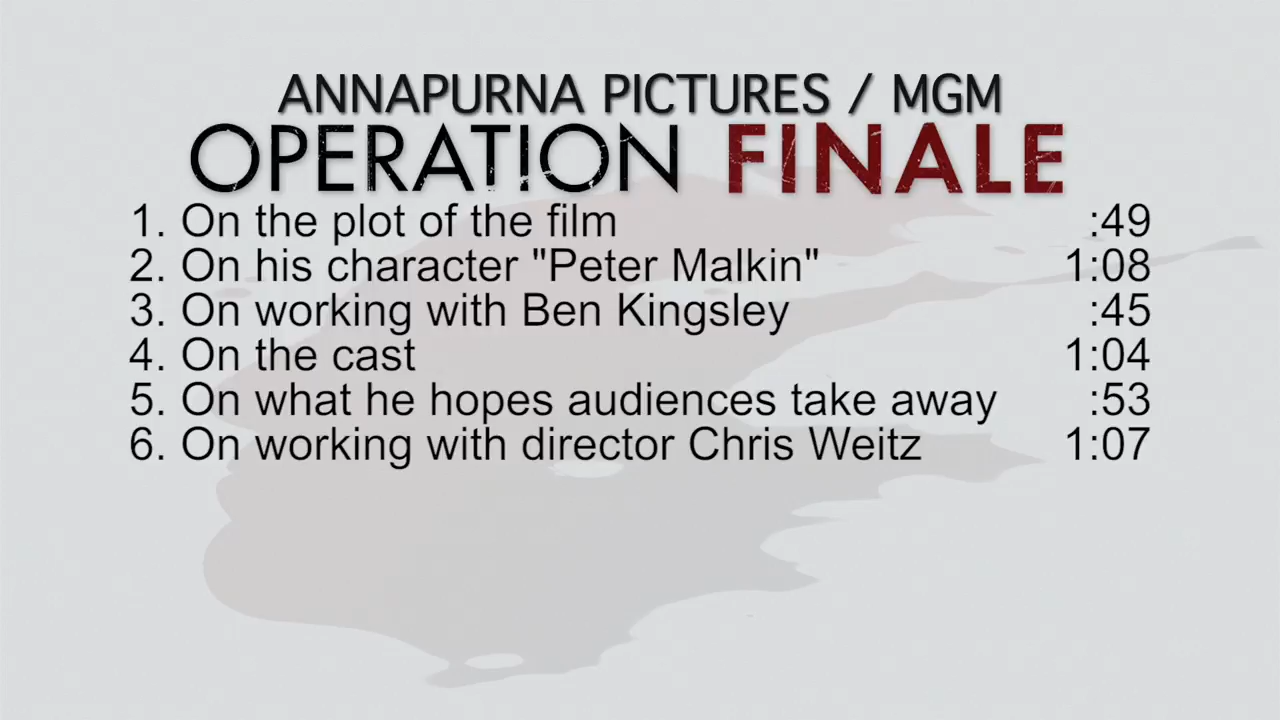 ANNAPURNA PICTURES / MGM
OPERATION FINALE
1. On the plot of the film :49
2. On his character "Peter Malkin" 1:08
3. On working with Ben Kingsley :45
4. On the cast 1:04
5. On what he hopes audiences take away :53
6. On working with director Chris Weitz 1:07